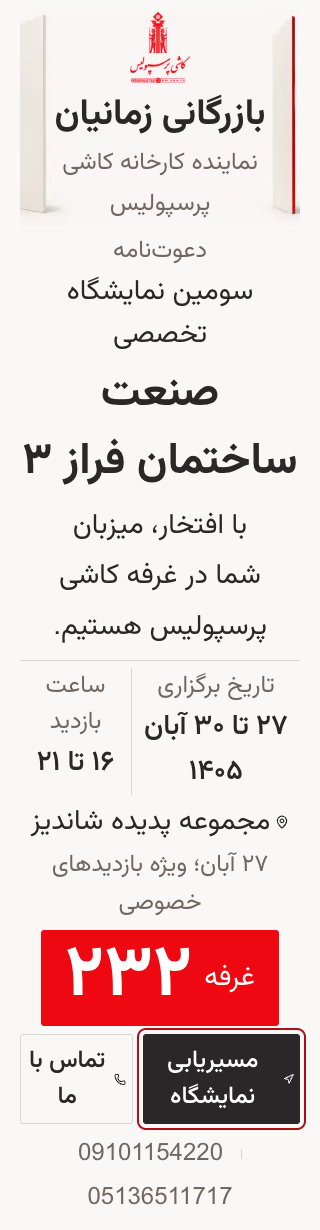 کاشی پرسپولیس
بازرگانی زمانیان
نماینده کارخانه کاشی
پرسپولیس
دعوت‌نامه
سومین نمایشگاه
تخصصی
صنعت
ساختمان فراز ۳
با افتخار، میزبان
شما در غرفه کاشی
پرسپولیس هستیم.
تاریخ برگزاری
۲۷ تا ۳۰ آبان
۱۴۰۵
ساعت
بازدید
۱۶ تا ۲۱
مجموعه پدیده شاندیز
۲۷ آبان؛ ویژه بازدیدهای
خصوصی
غرفه ۲۳۲
مسیریابی
نمایشگاه
تماس با
ما
09101154220
05136511717